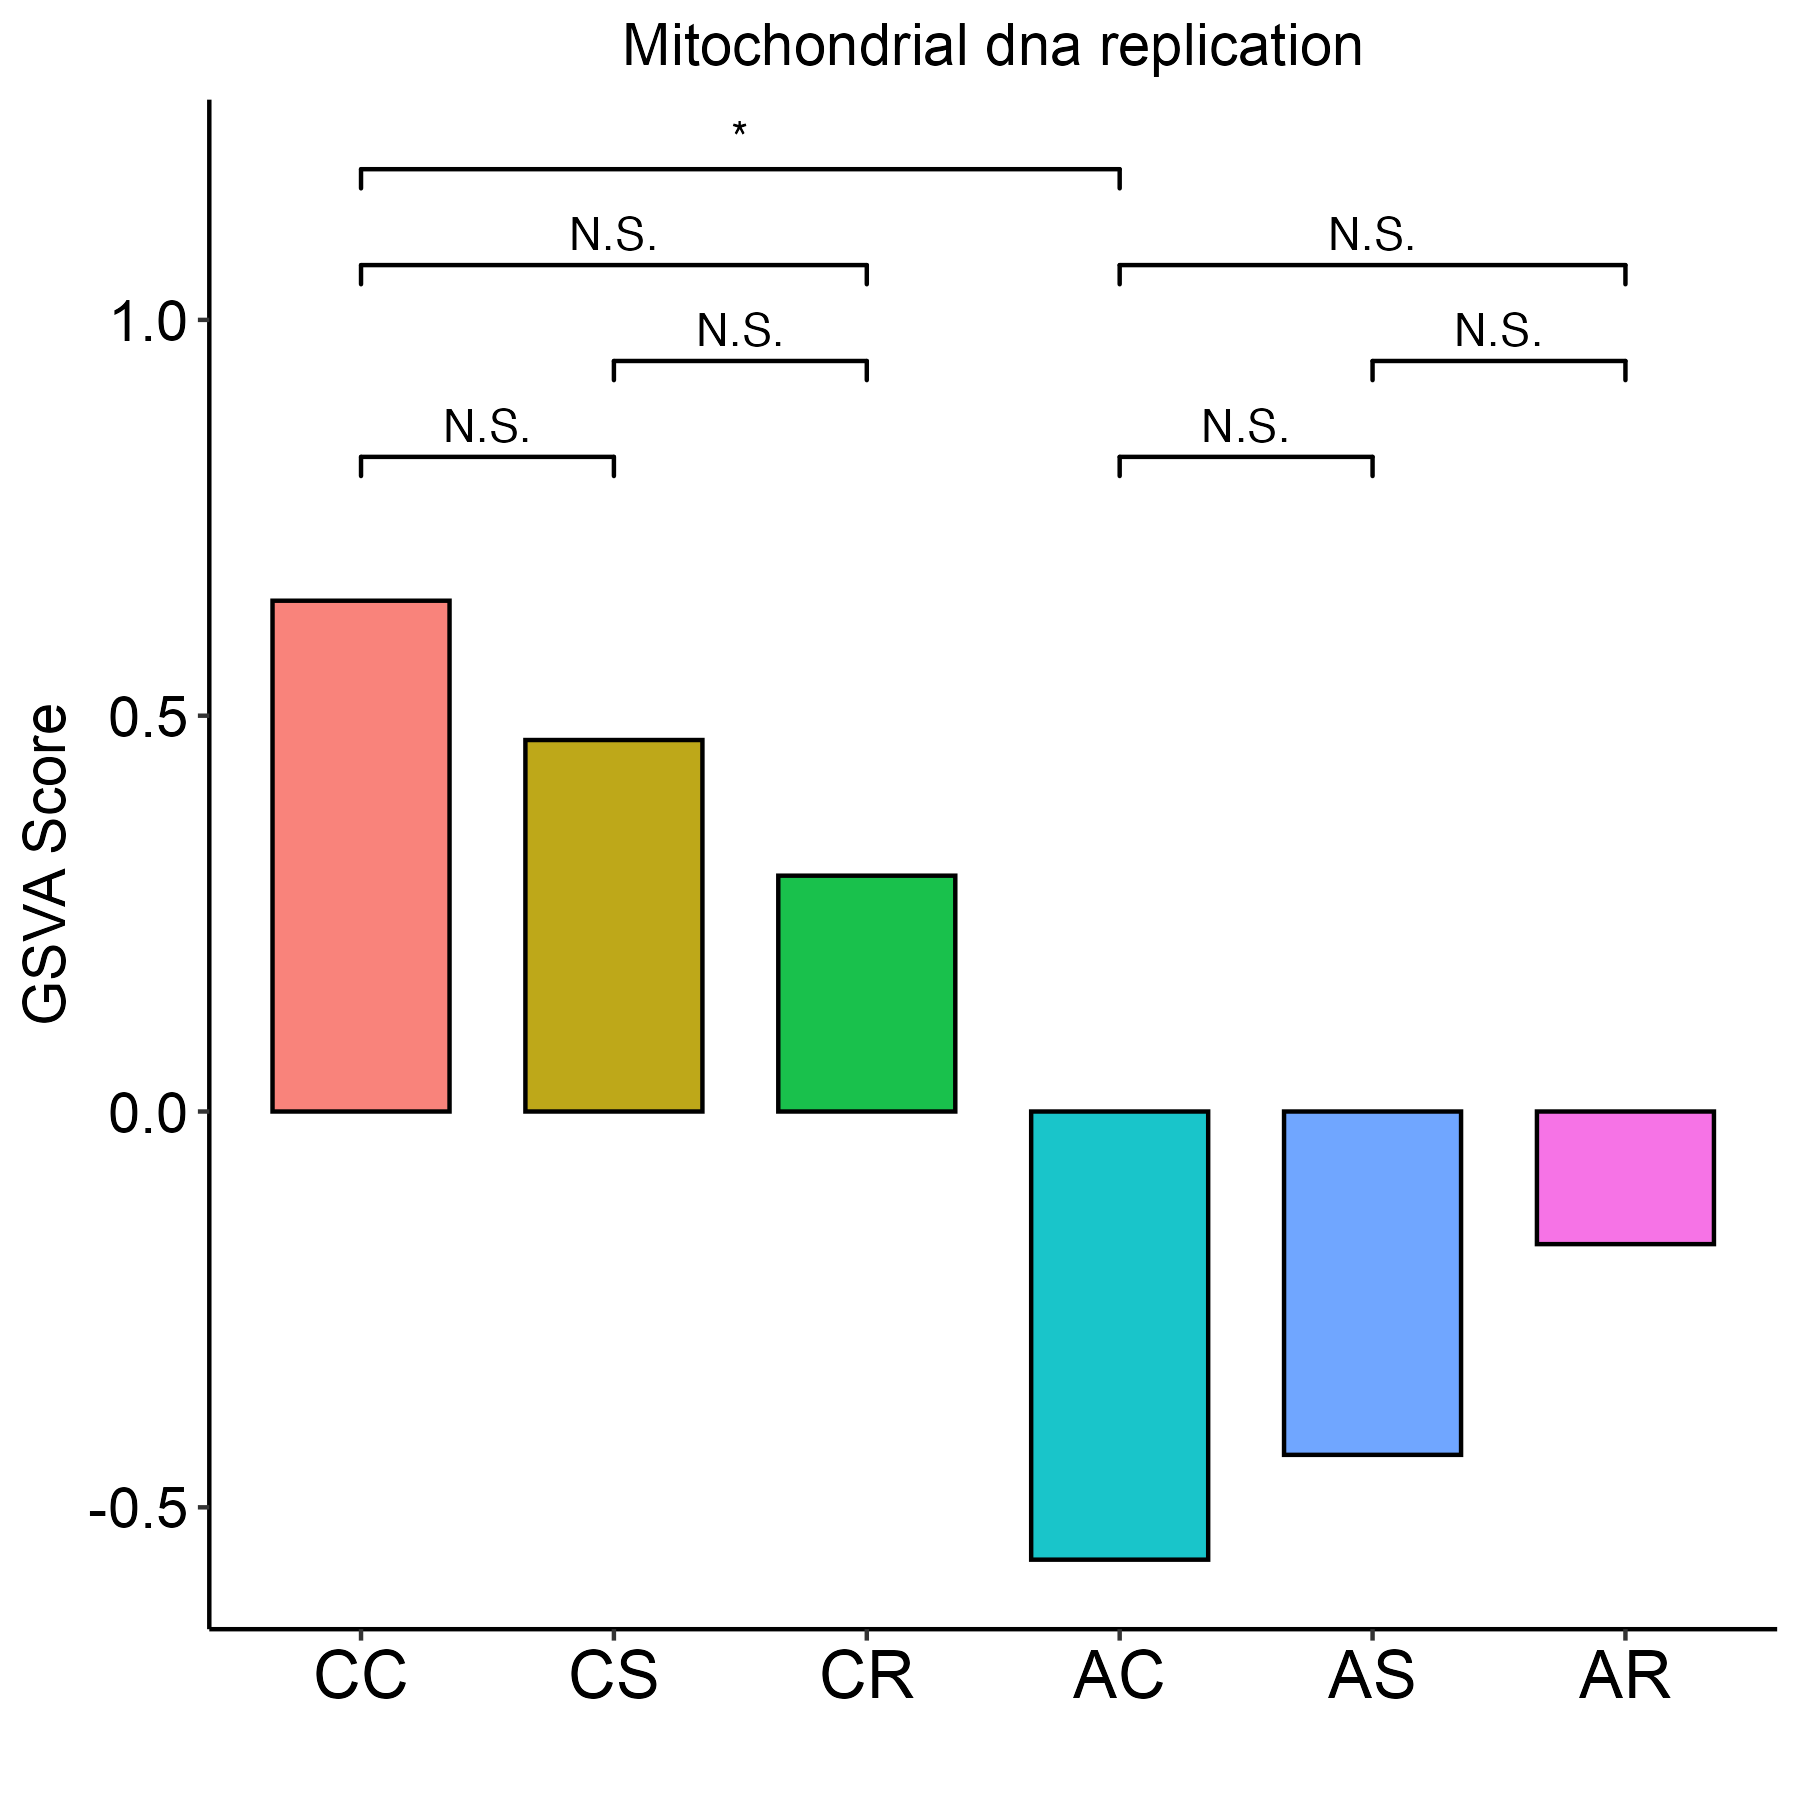 Mitochondrial dna replication
*
N.S.
N.S.
N.S.
N.S.
N.S.
N.S.
1.0
0.5
0.0
-0.5
GSVA Score
CC
CS
CR
AC
AS
AR